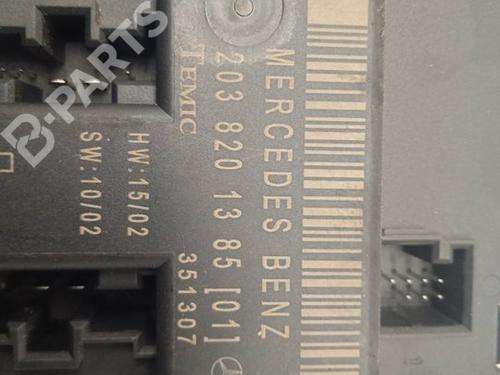 MERCEDES BENZ
203 820 13 85 [01]
TEMIC
351307
HW:15/02
SW:10/02
B-PARTS